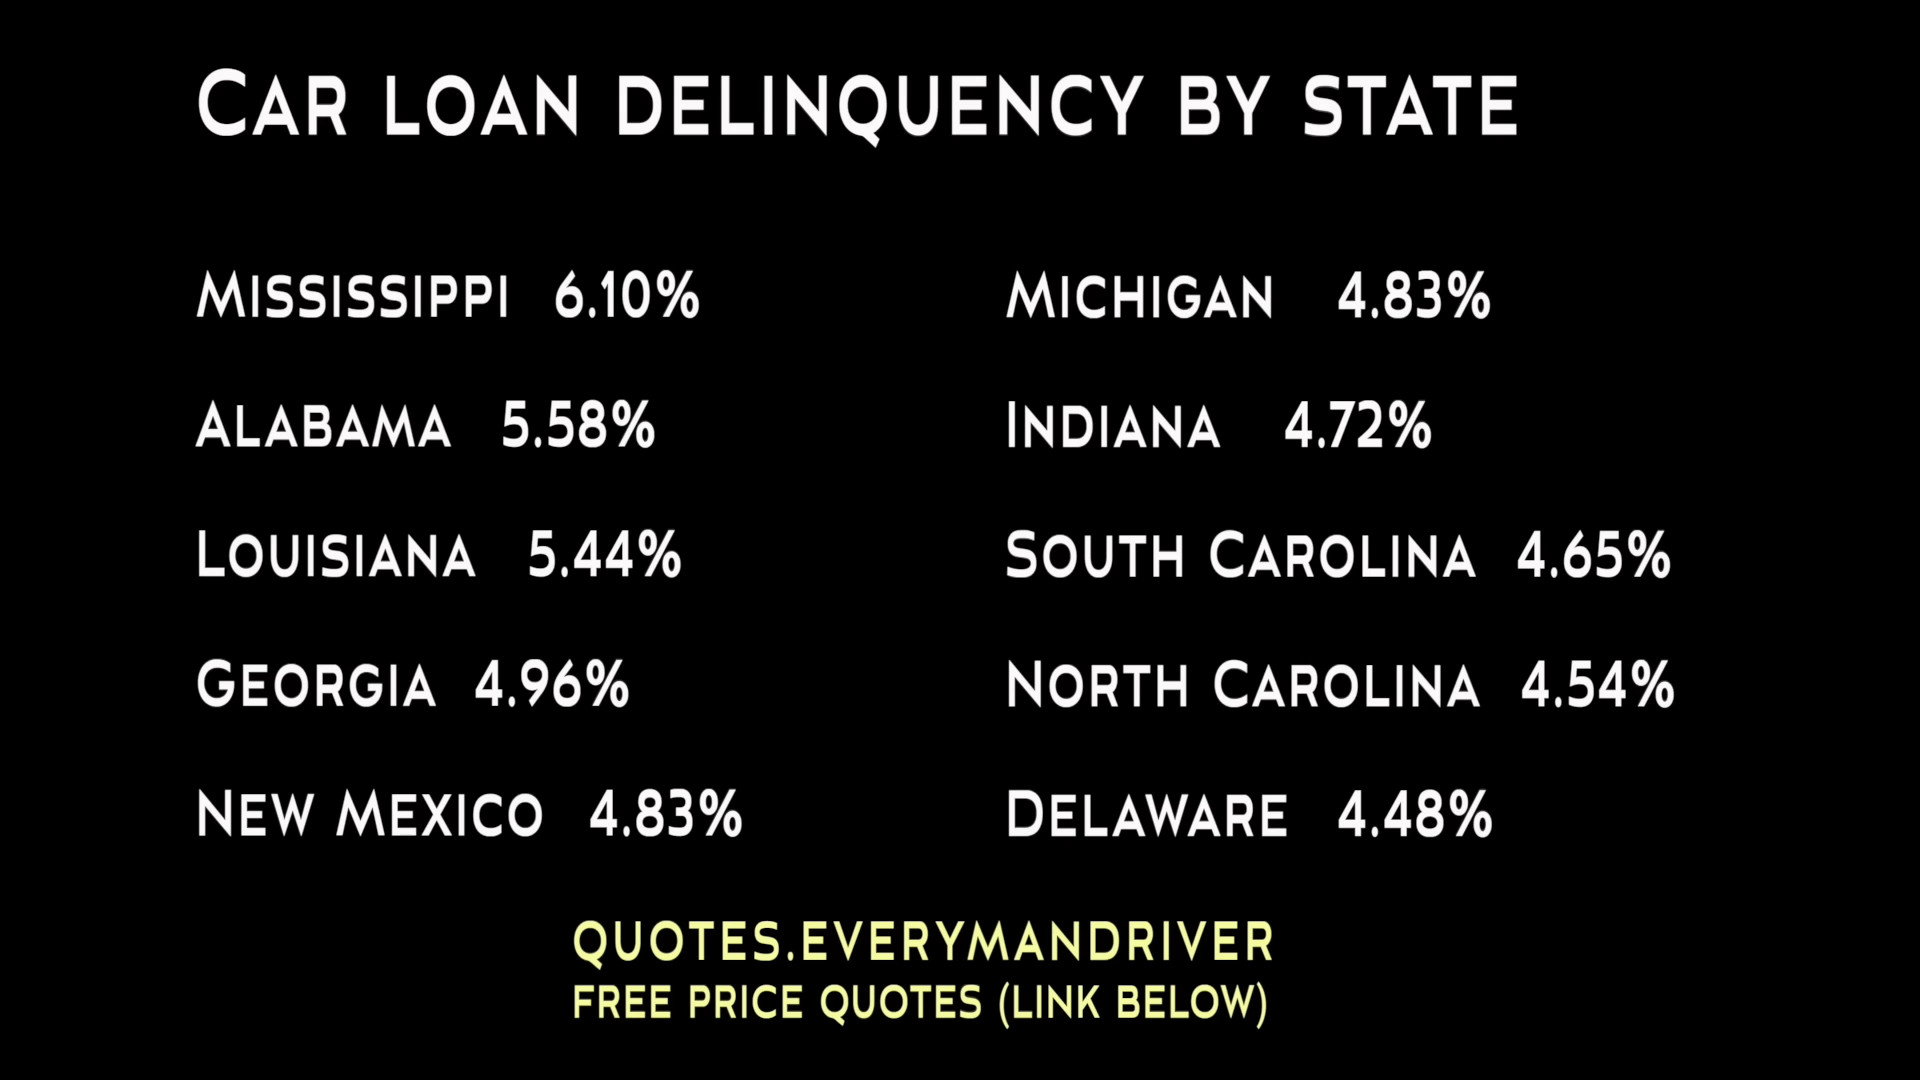 CAR LOAN DELINQUENCY BY STATE
MISSISSIPPI 6.10%
ALABAMA 5.58%
LOUISIANA 5.44%
GEORGIA 4.96%
NEW MEXICO 4.83%
MICHIGAN 4.83%
INDIANA 4.72%
SOUTH CAROLINA 4.65%
NORTH CAROLINA 4.54%
DELAWARE 4.48%
QUOTES.EVERYMANDRIVER
FREE PRICE QUOTES (LINK BELOW)